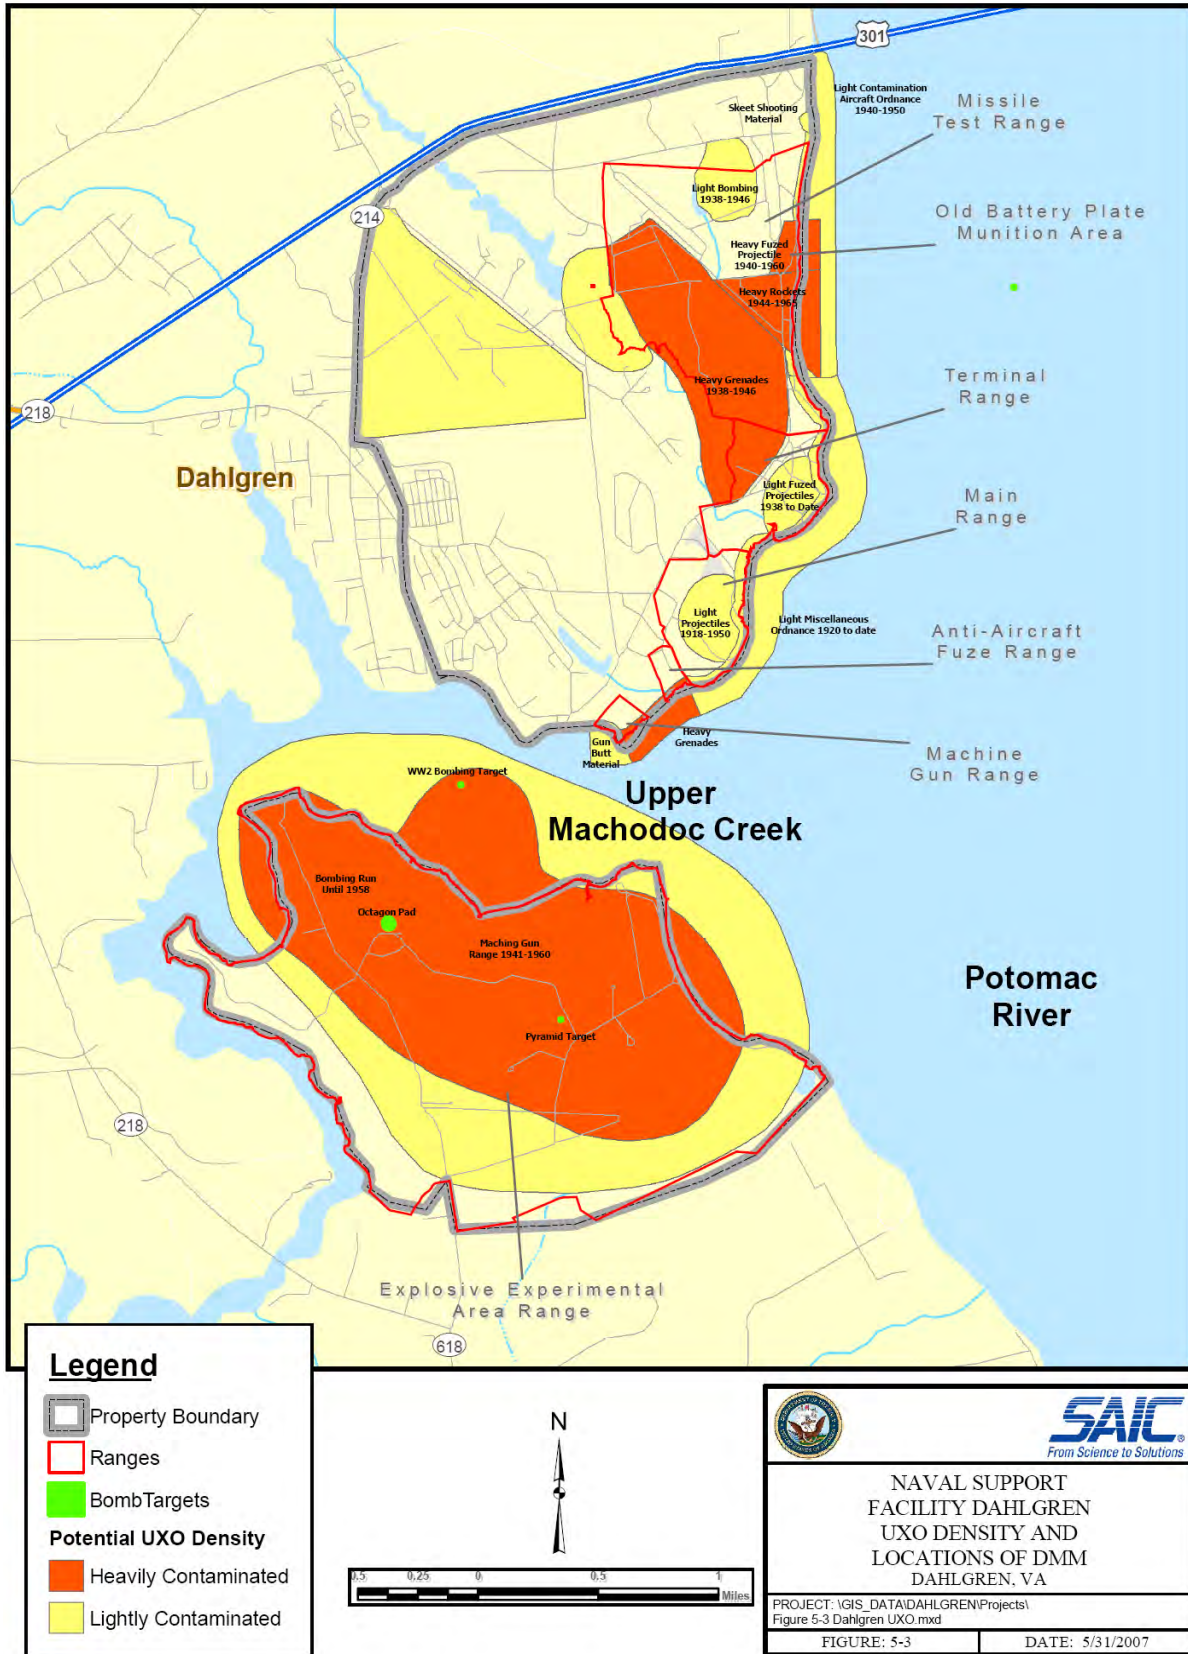 301
Light Contamination
Aircraft Ordnance
1940-1950
Skeet Shooting
Material
Missile
Test Range
Light Bombing
1938-1946
214
Old Battery Plate
Munition Area
Heavy Fuzed
Projectile
1940-1960
Heavy Rockets
1944-1965
Heavy Grenades
1938-1946
Terminal
Range
218
Dahlgren
Light Fuzed
Projectiles
1938 to Date
Main
Range
Light
Projectiles
1918-1950
Light Miscellaneous
Ordnance 1920 to date
Anti-Aircraft
Fuze Range
Heavy
Grenades
Gun
Butt
Material
Machine
Gun Range
WW2 Bombing Target
Upper
Machodoc Creek
Bombing Run
Until 1958
Octagon Pad
Maching Gun
Range 1941-1960
Potomac
River
Pyramid Target
218
Explosive Experimental
Area Range
618
Legend
Property Boundary
Ranges
BombTargets
Potential UXO Density
Heavily Contaminated
Lightly Contaminated
N
0.5 0.25 0 0.5 1
Miles
SAIC®
From Science to Solutions
NAVAL SUPPORT
FACILITY DAHLGREN
UXO DENSITY AND
LOCATIONS OF DMM
DAHLGREN, VA
PROJECT: \GIS_DATA\DAHLGREN\Projects\
Figure 5-3 Dahlgren UXO.mxd
FIGURE: 5-3
DATE: 5/31/2007